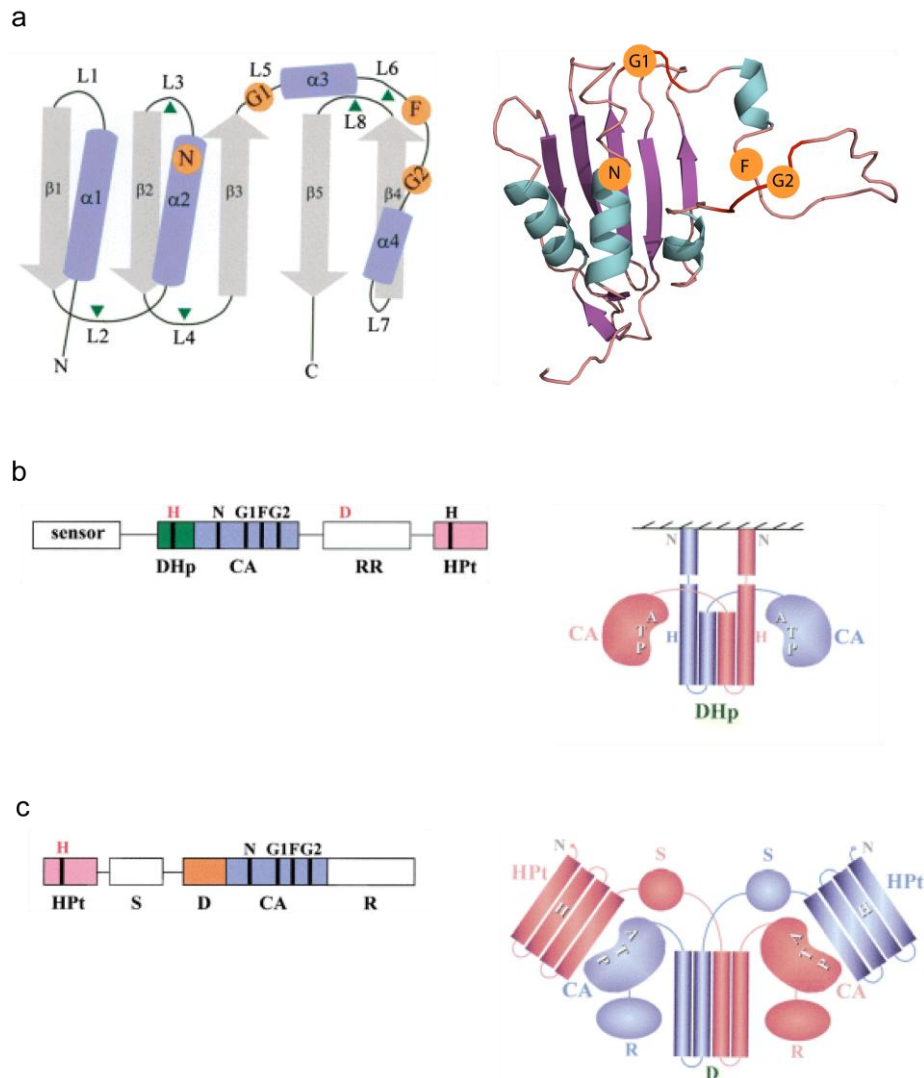 a
L1
L3
L5
G1
α3
L6
F
L8
N
G2
β1
α1
β2
α2
β3
β5
β4
α4
L2
L4
L7
N
C
G1
N
F
G2
b
H N G1FG2 D H
sensor
DHp CA RR HPt
N N
CA A T P H H A T P CA
DHp
c
H N G1FG2
HPt S D CA R
N S S N
HPt HPt
H H
A T P A T P
CA CA
R R
D